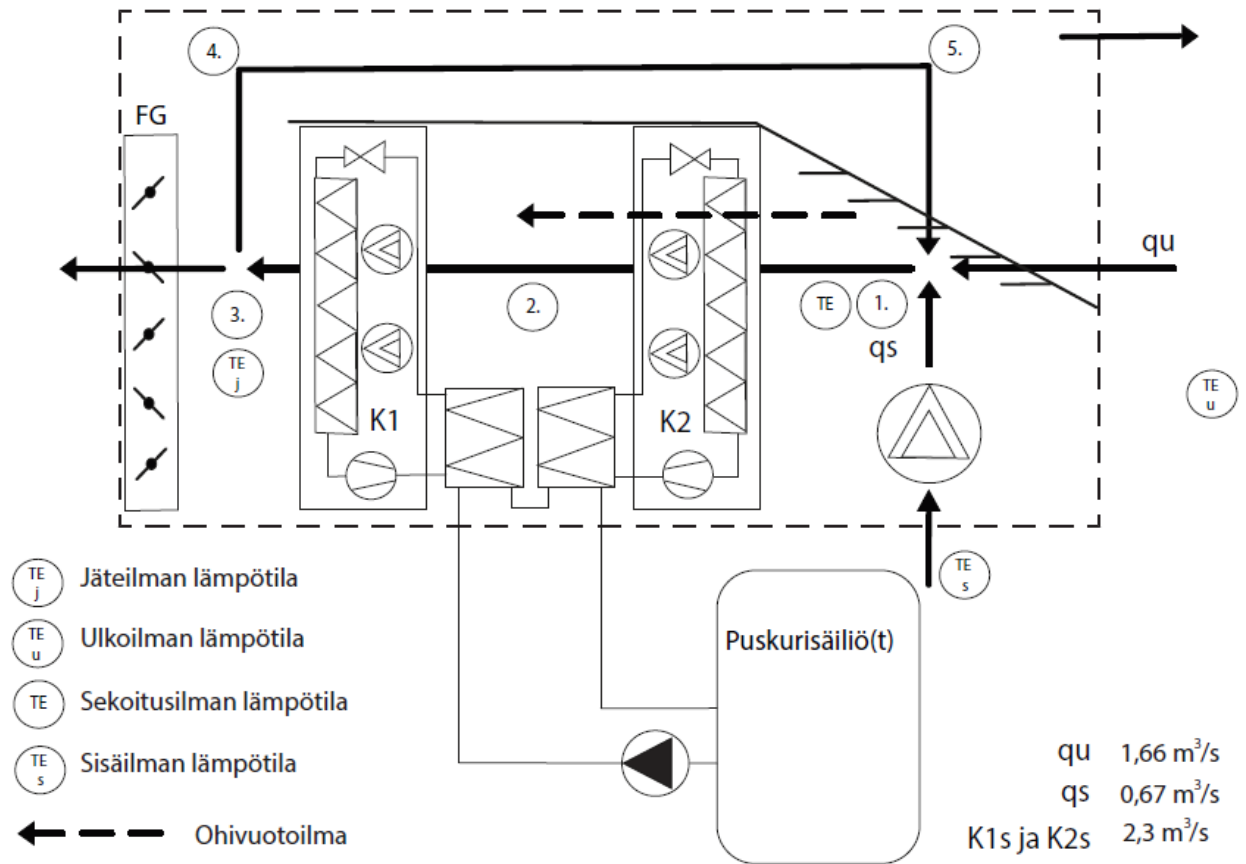 4.
5.
FG
qu
3.
2.
TE
1.
qs
TE
j
TE
u
K1
K2
TE
s
TE
j
Jäteilman lämpötila
TE
u
Ulkoilman lämpötila
TE
Sekoitusilman lämpötila
TE
s
Sisäilman lämpötila
Ohivuotoilma
Puskurisäiliö(t)
qu 1,66 m³/s
qs 0,67 m³/s
K1s ja K2s 2,3 m³/s